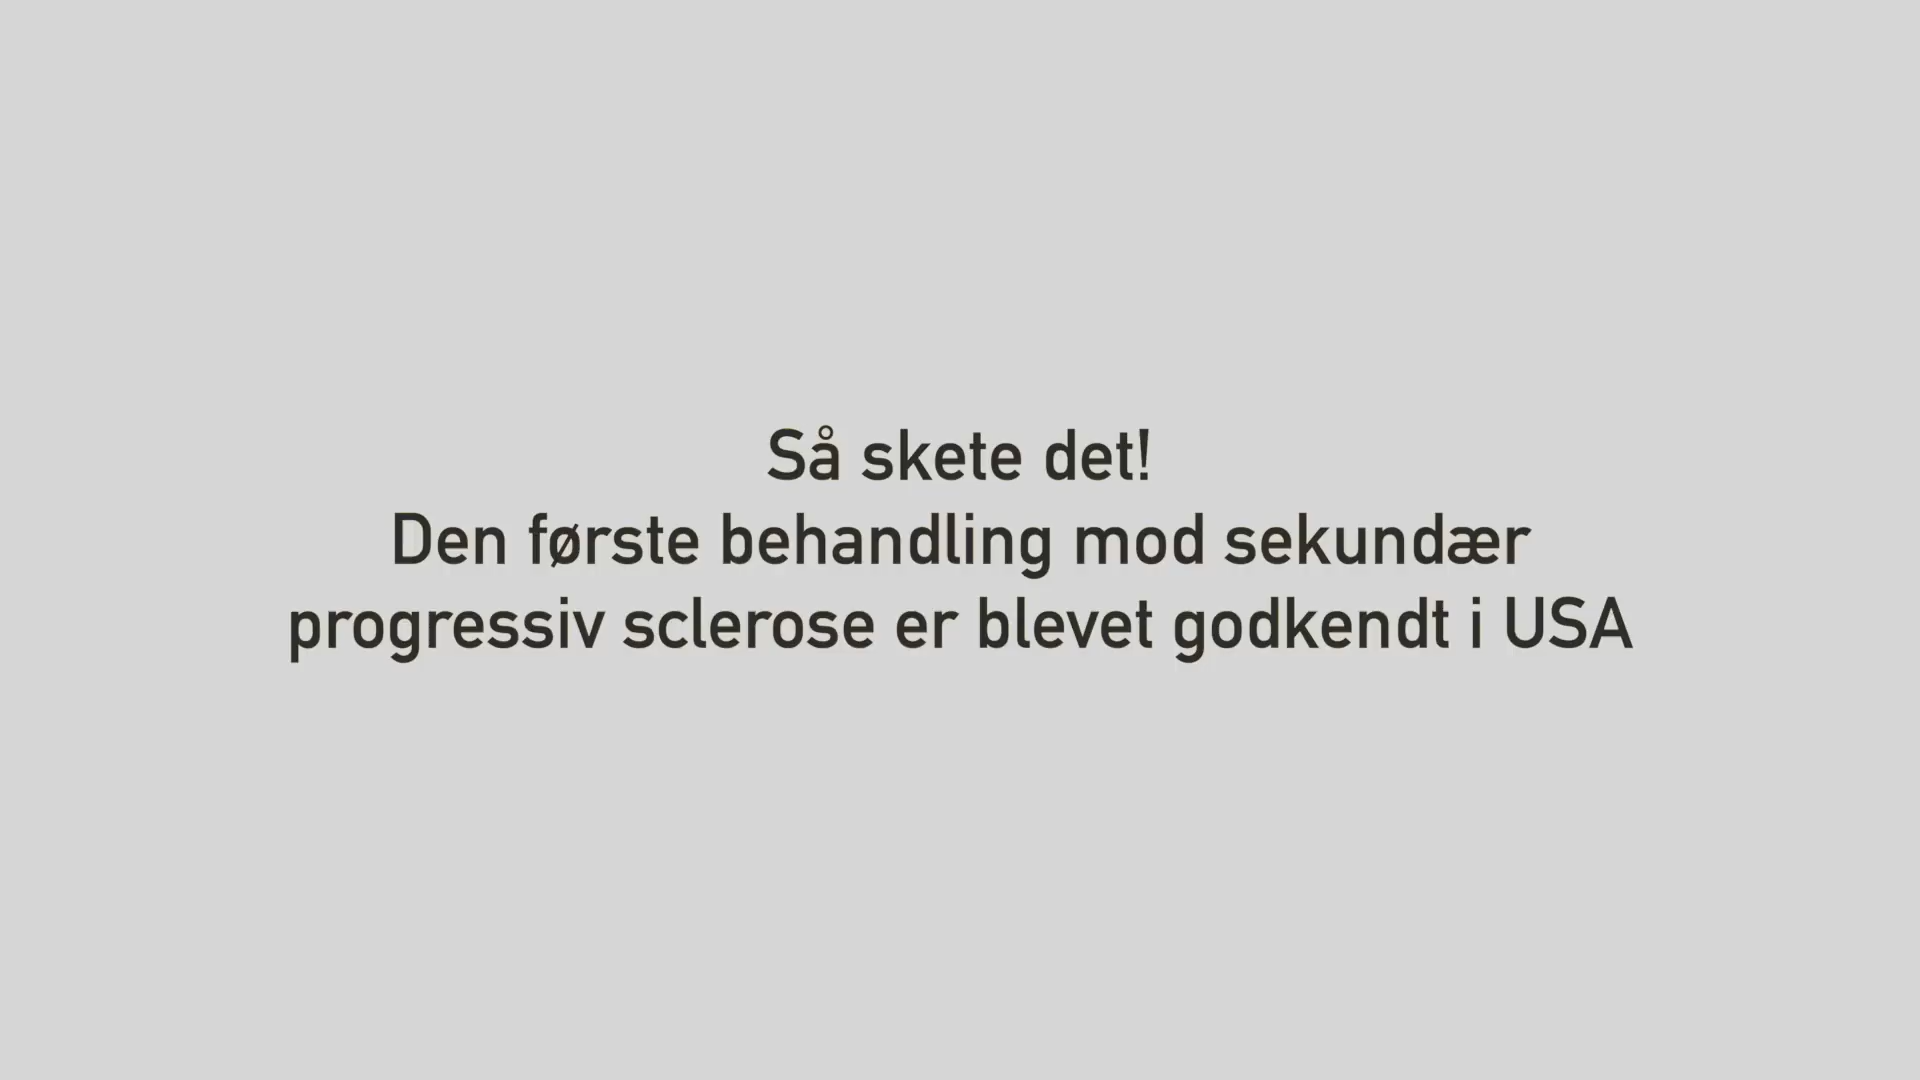 Så skete det!
Den første behandling mod sekundær
progressiv sclerose er blevet godkendt i USA